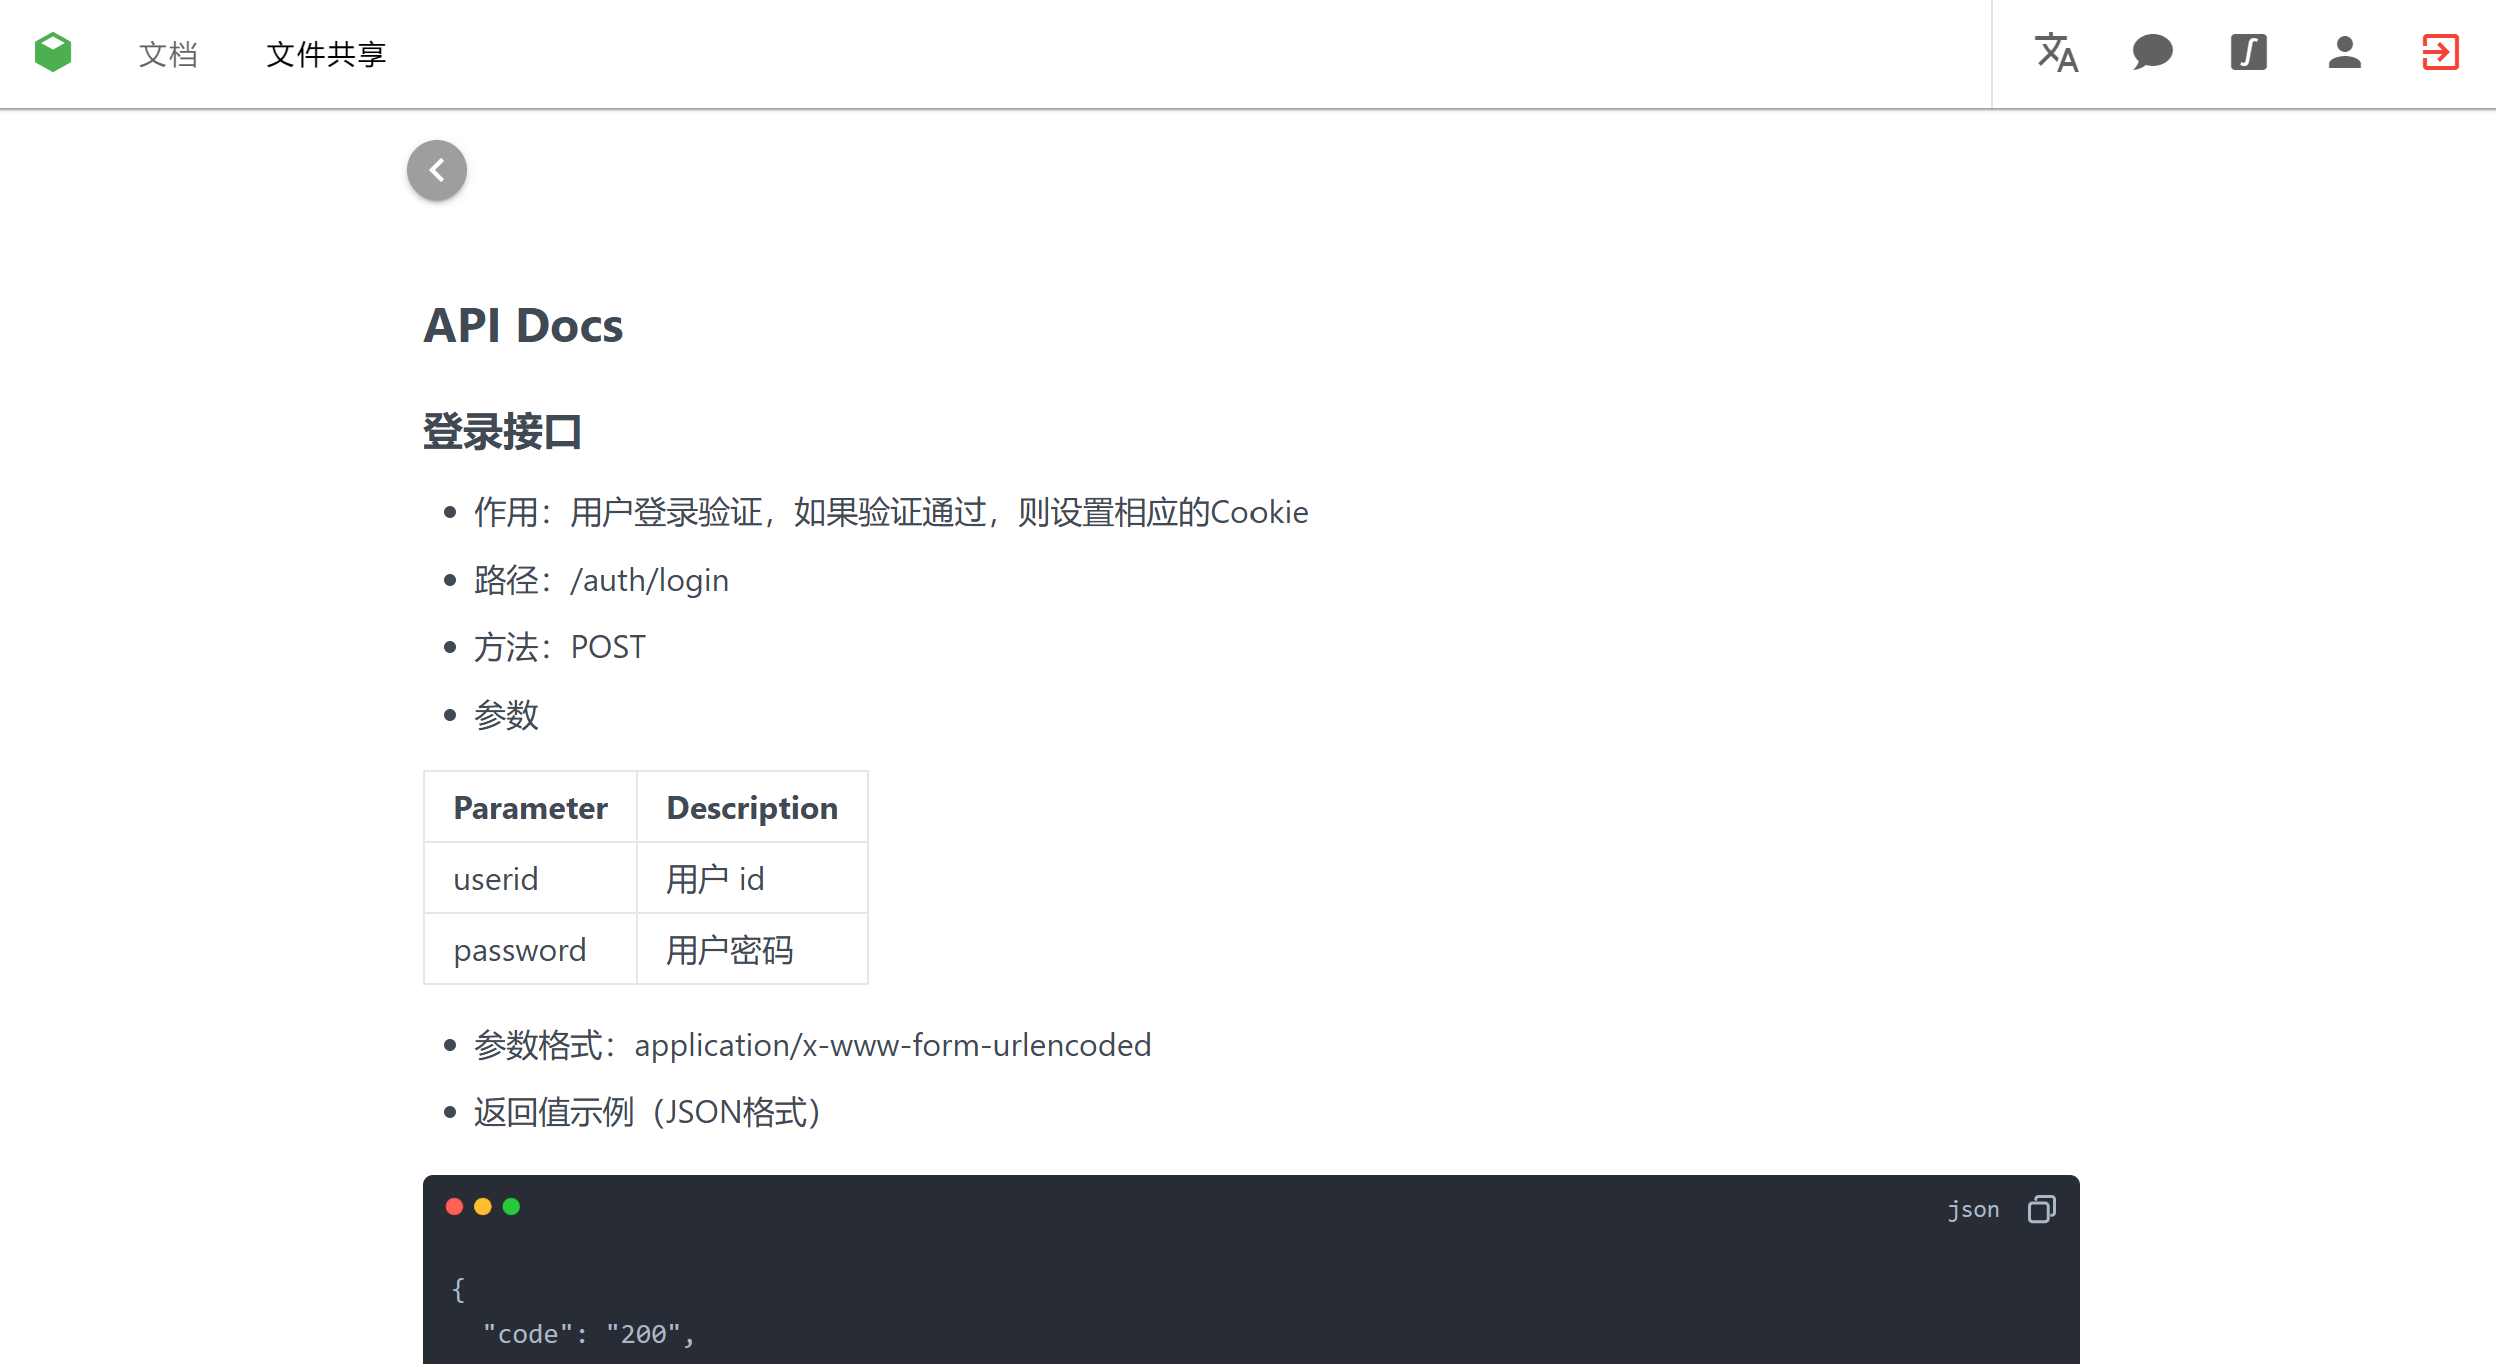 文档 文件共享
API Docs
登录接口
作用：用户登录验证，如果验证通过，则设置相应的Cookie
路径：/auth/login
方法：POST
参数
Parameter Description
userid 用户 id
password 用户密码
参数格式：application/x-www-form-urlencoded
返回值示例（JSON格式）
json
{
"code": "200",